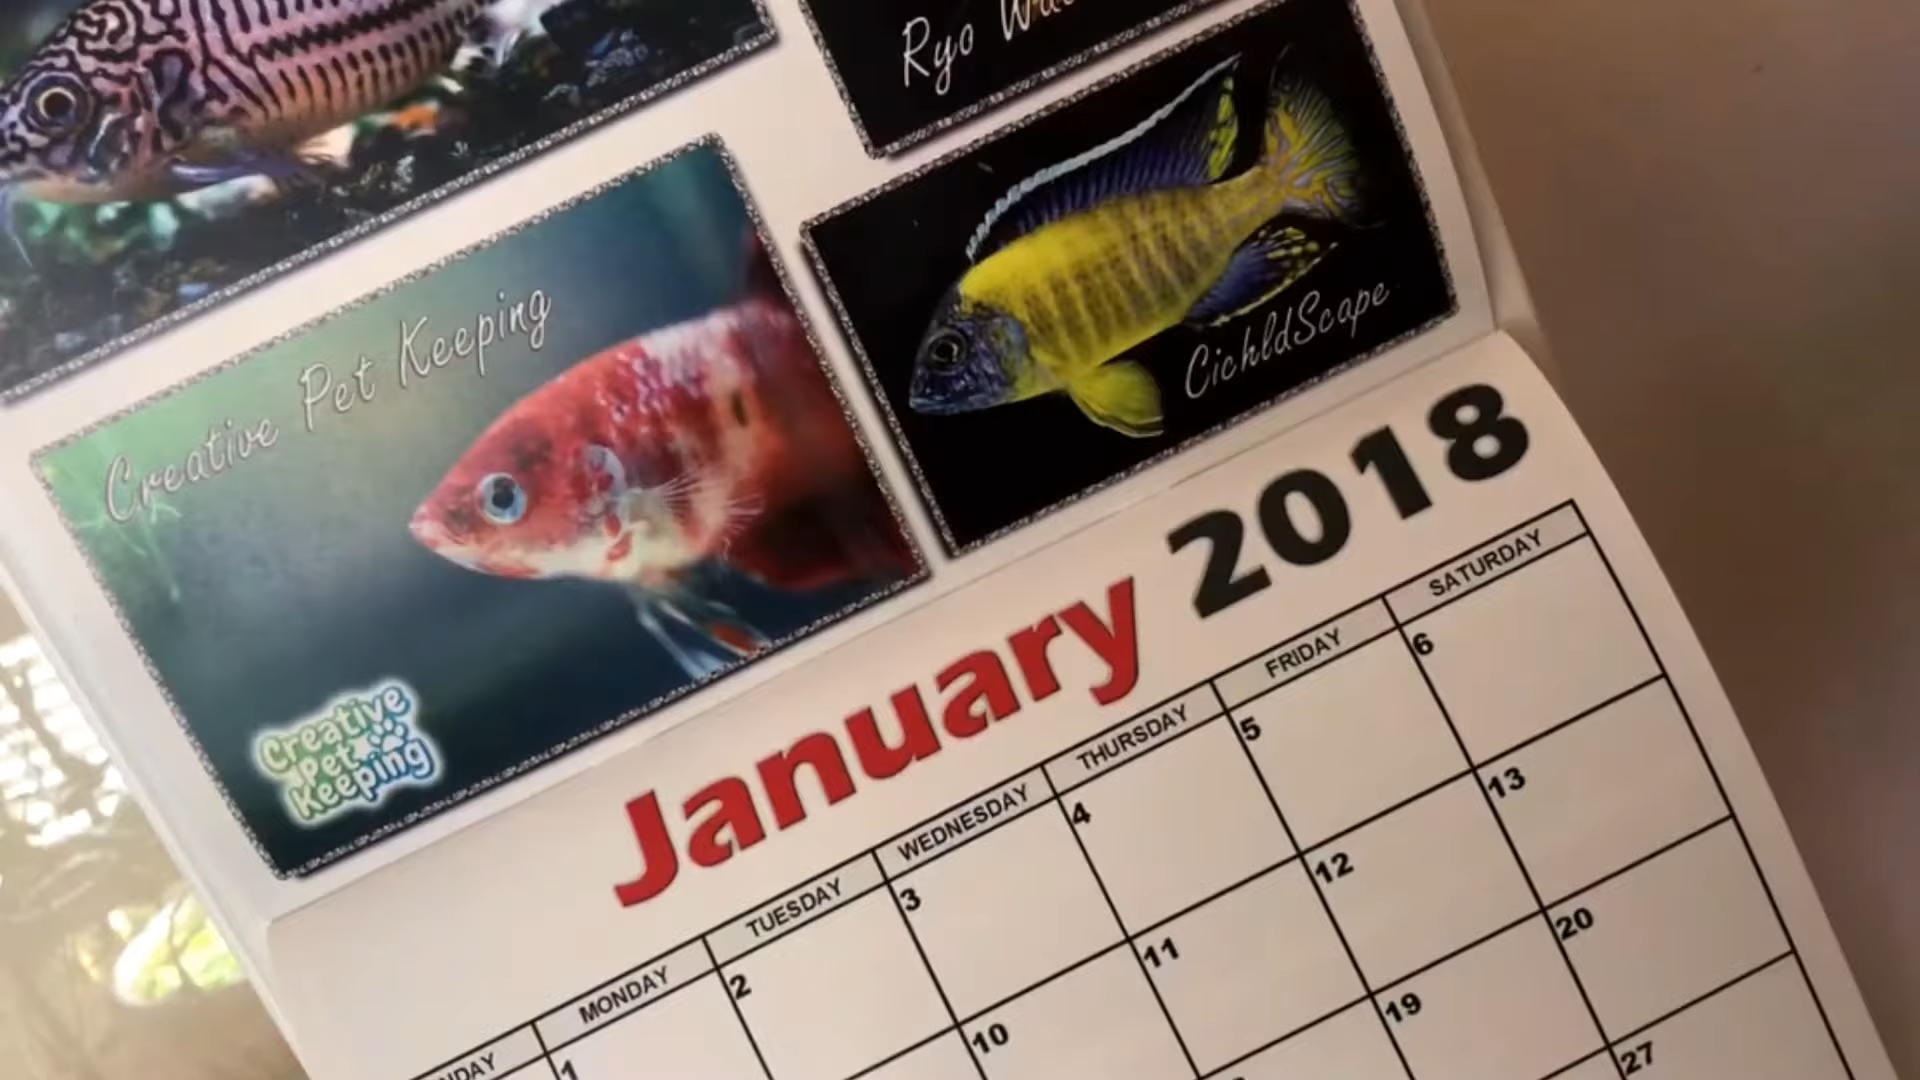 Ryo
Creative Pet Keeping
CichldScape
Creative
Pet
Keeping
January 2018
MONDAY TUESDAY WEDNESDAY THURSDAY FRIDAY SATURDAY
1 2 3 4 5 6
10 11 12 13
19 20
27